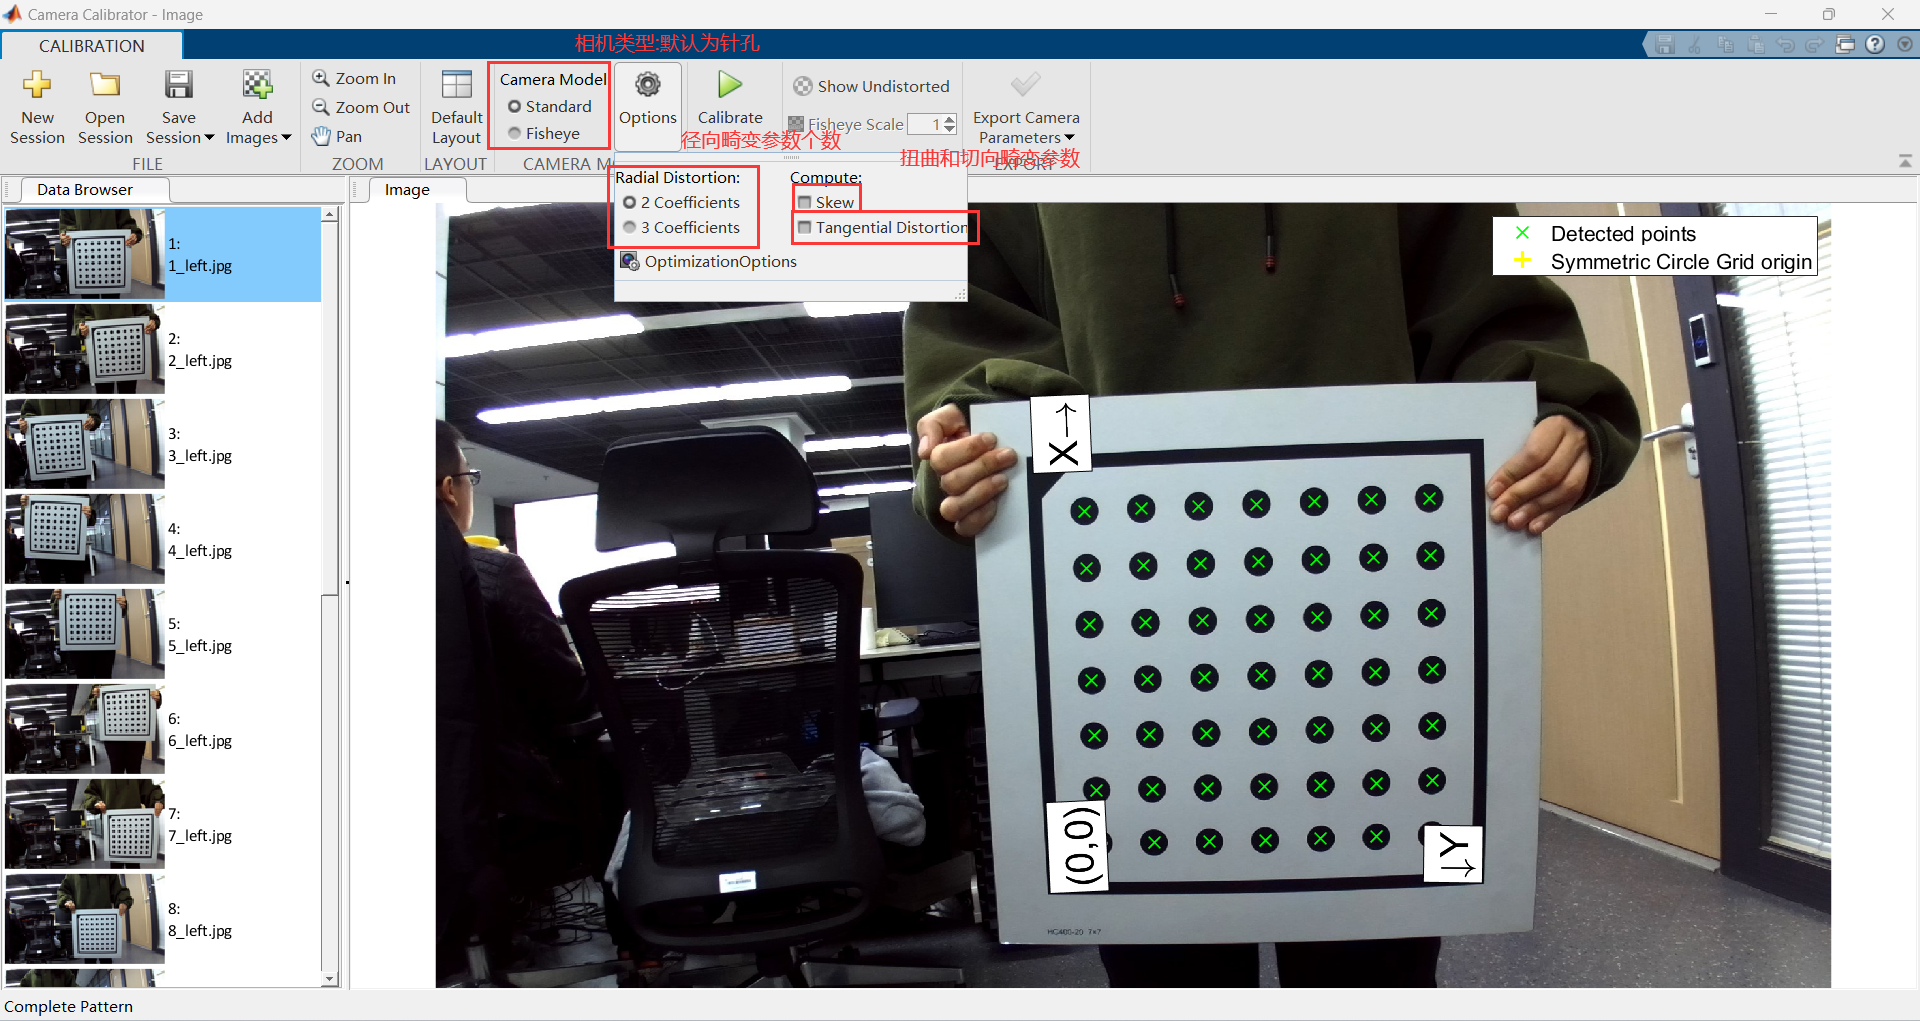 Camera Calibrator - Image
CALIBRATION
相机类型:默认为针孔
New Session
Open Session
Save Session
Add Images
Zoom In
Zoom Out
Pan
Default Layout
Camera Model
Standard
Fisheye
Options
Calibrate
Show Undistorted
Fisheye Scale 1
Export Camera Parameters
径向畸变参数个数
扭曲和切向畸变参数
FILE
ZOOM
LAYOUT
CAMERA M
EXPORT
Radial Distortion:
2 Coefficients
3 Coefficients
Compute:
Skew
Tangential Distortion
OptimizationOptions
Data Browser
Image
1:
1_left.jpg
2:
2_left.jpg
3:
3_left.jpg
4:
4_left.jpg
5:
5_left.jpg
6:
6_left.jpg
7:
7_left.jpg
8:
8_left.jpg
Detected points
Symmetric Circle Grid origin
X→
(0,0)
Y→
HC400-20 7*7
Complete Pattern